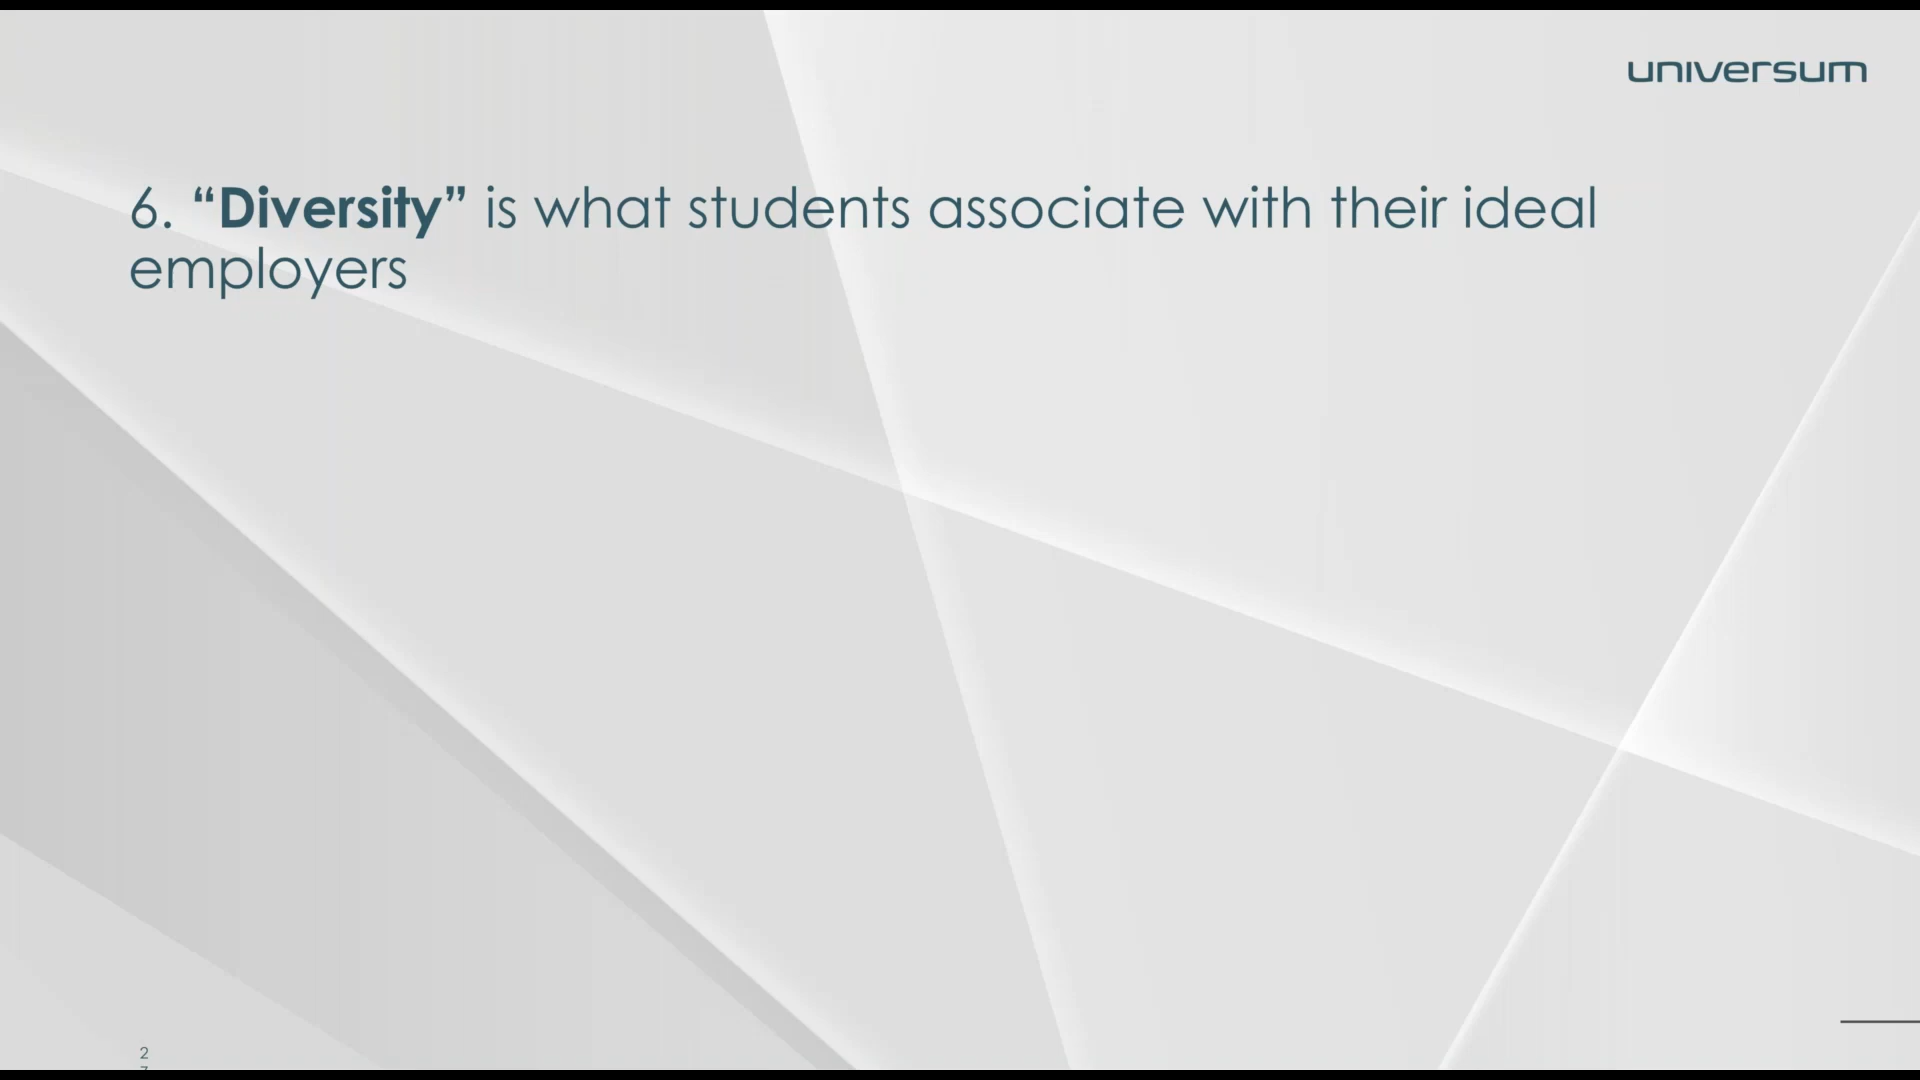 universum
6. “Diversity” is what students associate with their ideal
employers
2